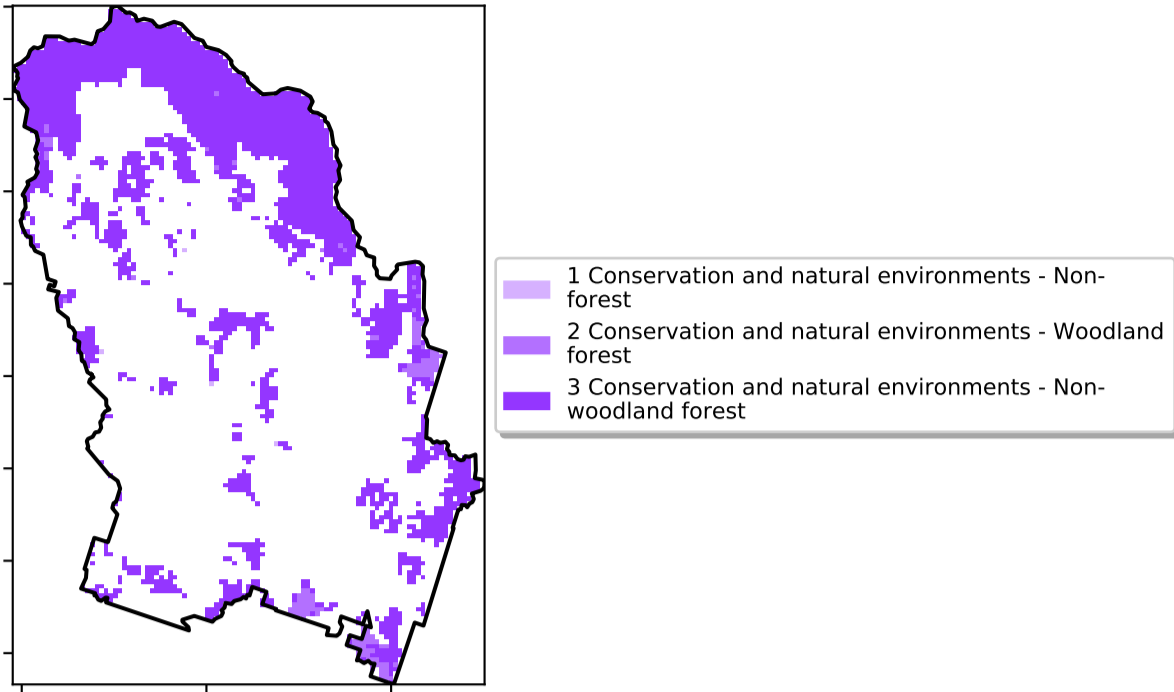 1 Conservation and natural environments - Non-
forest
2 Conservation and natural environments - Woodland
forest
3 Conservation and natural environments - Non-
woodland forest